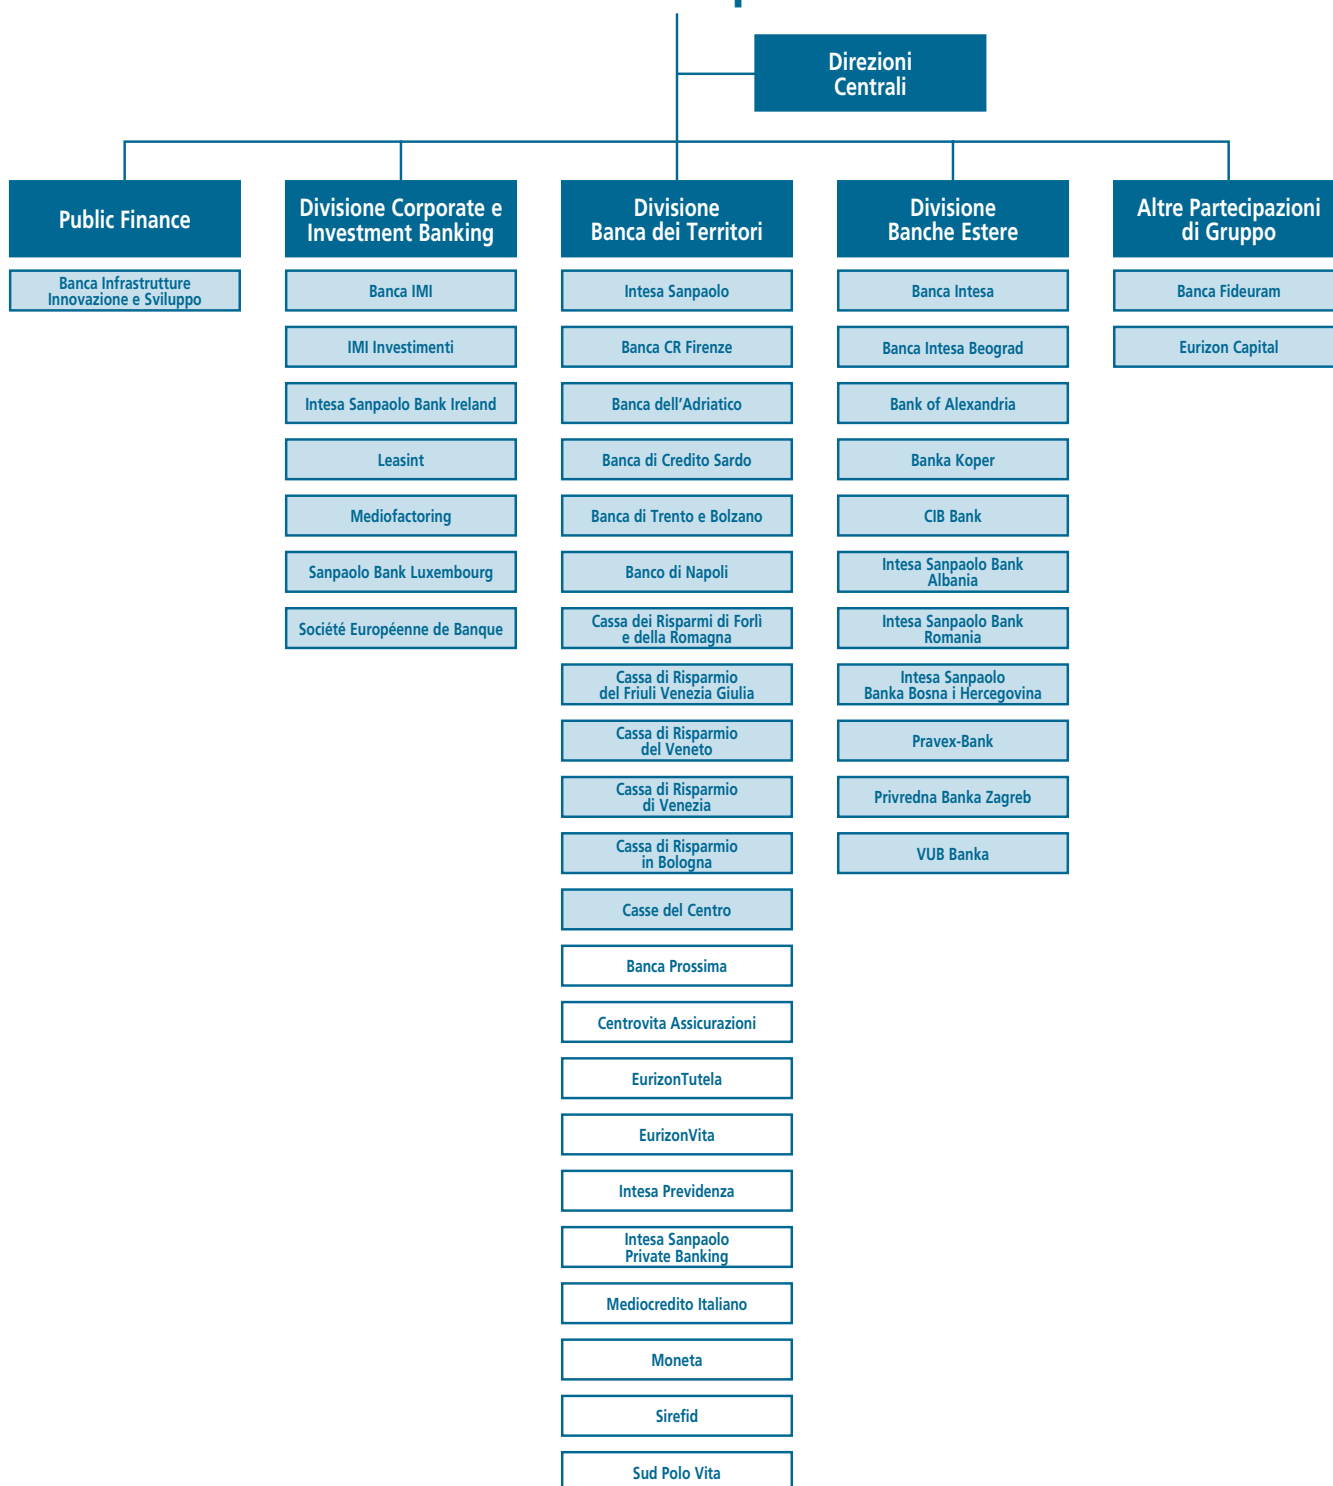 Direzioni
Centrali
Public Finance
Divisione Corporate e
Investment Banking
Divisione
Banca dei Territori
Divisione
Banche Estere
Altre Partecipazioni
di Gruppo
Banca Infrastrutture
Innovazione e Sviluppo
Banca IMI
IMI Investimenti
Intesa Sanpaolo Bank Ireland
Leasint
Mediofactoring
Sanpaolo Bank Luxembourg
Société Européenne de Banque
Intesa Sanpaolo
Banca CR Firenze
Banca dell’Adriatico
Banca di Credito Sardo
Banca di Trento e Bolzano
Banco di Napoli
Cassa dei Risparmi di Forlì
e della Romagna
Cassa di Risparmio
del Friuli Venezia Giulia
Cassa di Risparmio
del Veneto
Cassa di Risparmio
di Venezia
Cassa di Risparmio
in Bologna
Casse del Centro
Banca Prossima
Centrovita Assicurazioni
EurizonTutela
EurizonVita
Intesa Previdenza
Intesa Sanpaolo
Private Banking
Mediocredito Italiano
Moneta
Sirefid
Sud Polo Vita
Banca Intesa
Banca Intesa Beograd
Bank of Alexandria
Banka Koper
CIB Bank
Intesa Sanpaolo Bank
Albania
Intesa Sanpaolo Bank
Romania
Intesa Sanpaolo
Banka Bosna i Hercegovina
Pravex-Bank
Privredna Banka Zagreb
VUB Banka
Banca Fideuram
Eurizon Capital